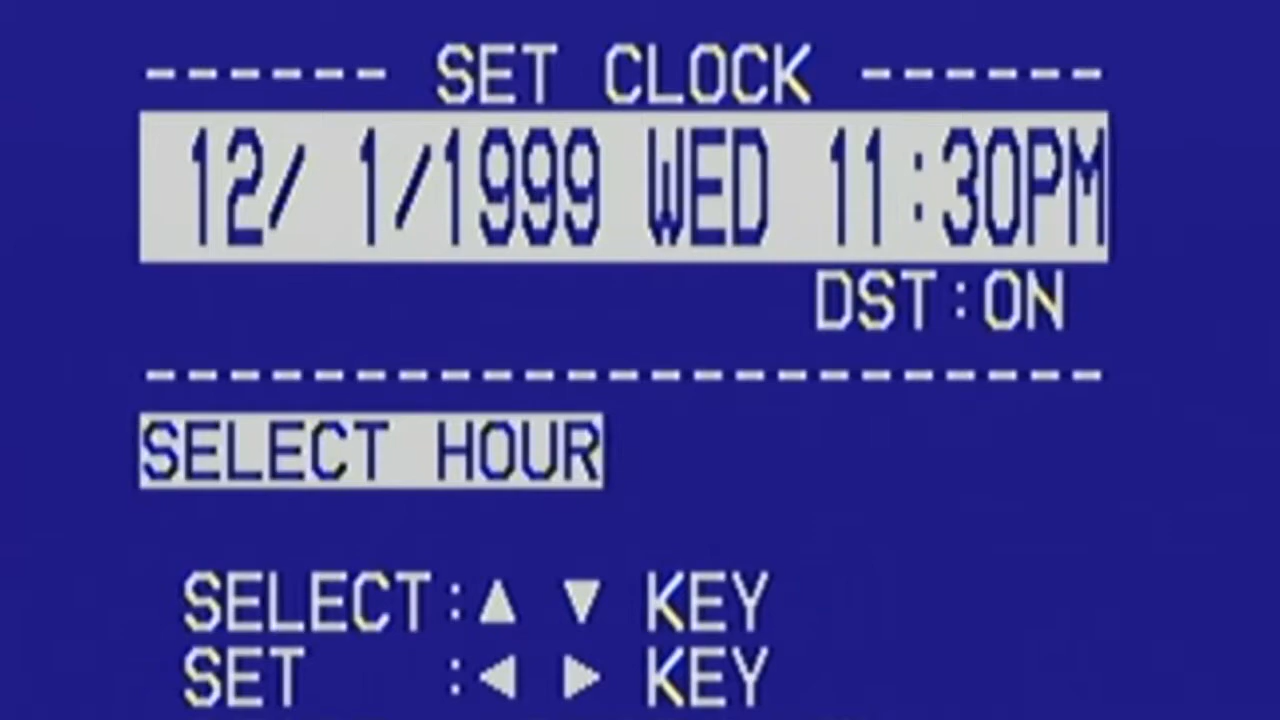 ------ SET CLOCK ------
12/ 1/1999 WED 11:30PM
DST:ON
-----------------------
SELECT HOUR
SELECT:▲ ▼ KEY
SET :◀ ▶ KEY